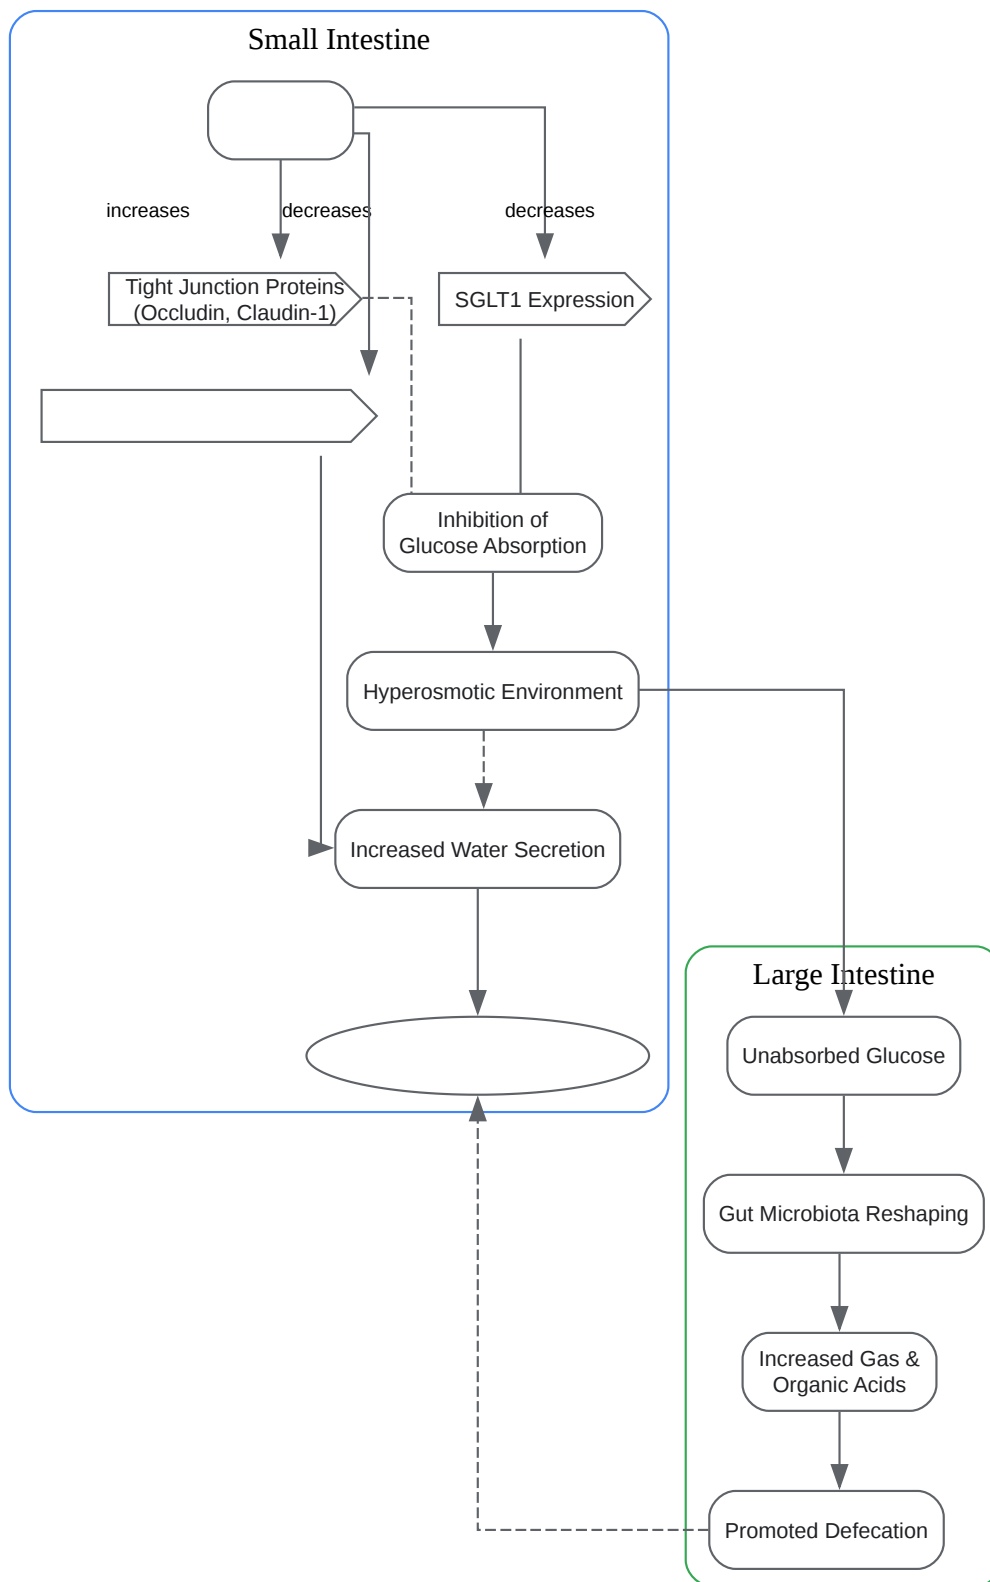 Small Intestine
increases
decreases
decreases
Tight Junction Proteins
(Occludin, Claudin-1)
SGLT1 Expression
Inhibition of
Glucose Absorption
Hyperosmotic Environment
Increased Water Secretion
Large Intestine
Unabsorbed Glucose
Gut Microbiota Reshaping
Increased Gas &
Organic Acids
Promoted Defecation